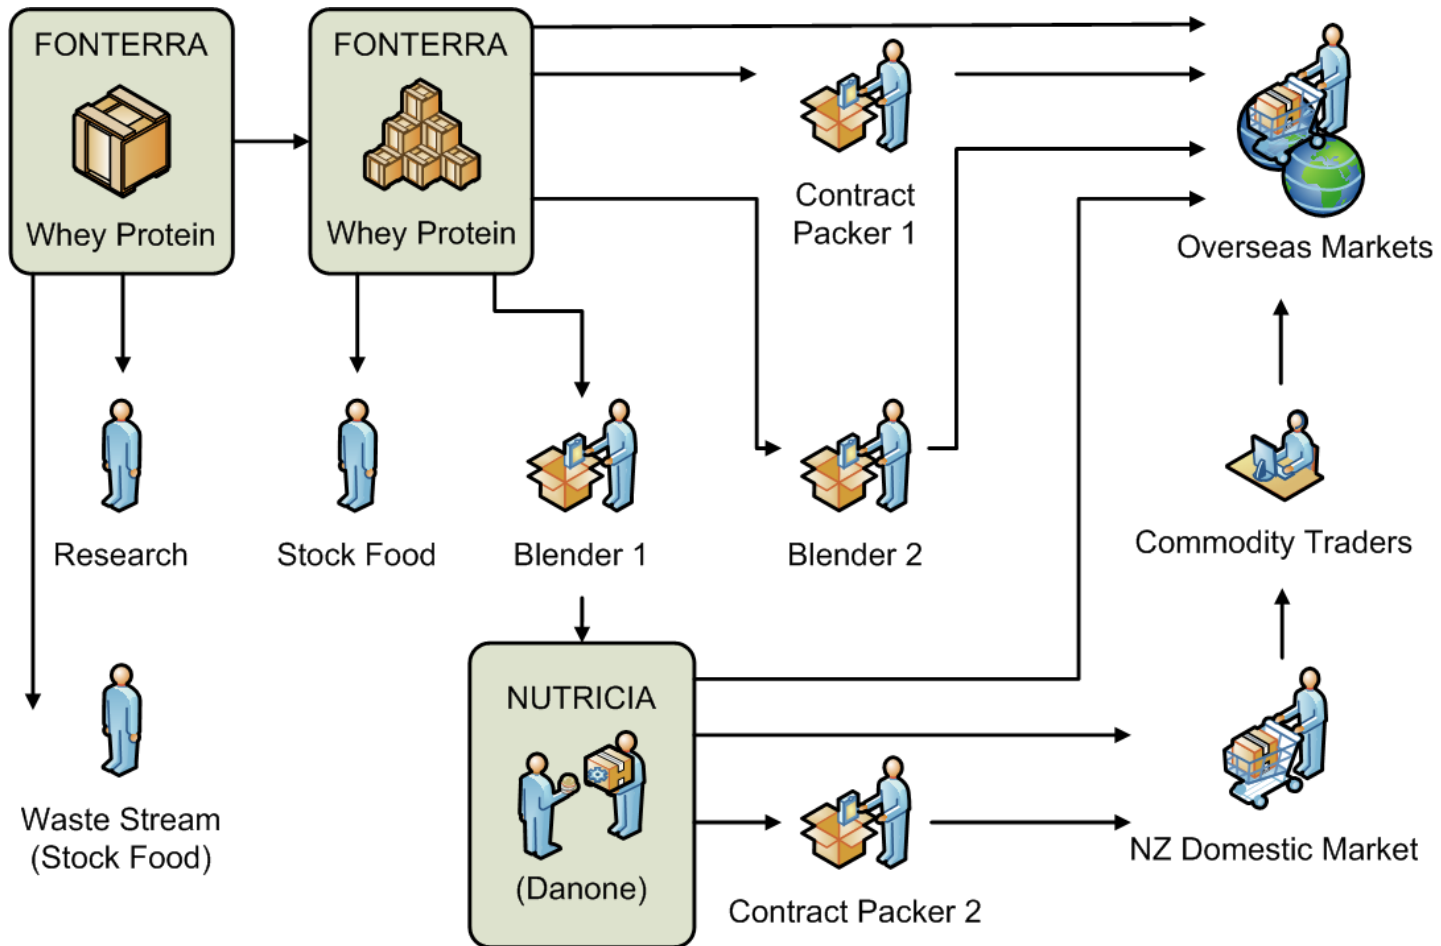 FONTERRA
Whey Protein
FONTERRA
Whey Protein
Contract
Packer 1
Overseas Markets
Research
Stock Food
Blender 1
Blender 2
Commodity Traders
Waste Stream
(Stock Food)
NUTRICIA
(Danone)
Contract Packer 2
NZ Domestic Market